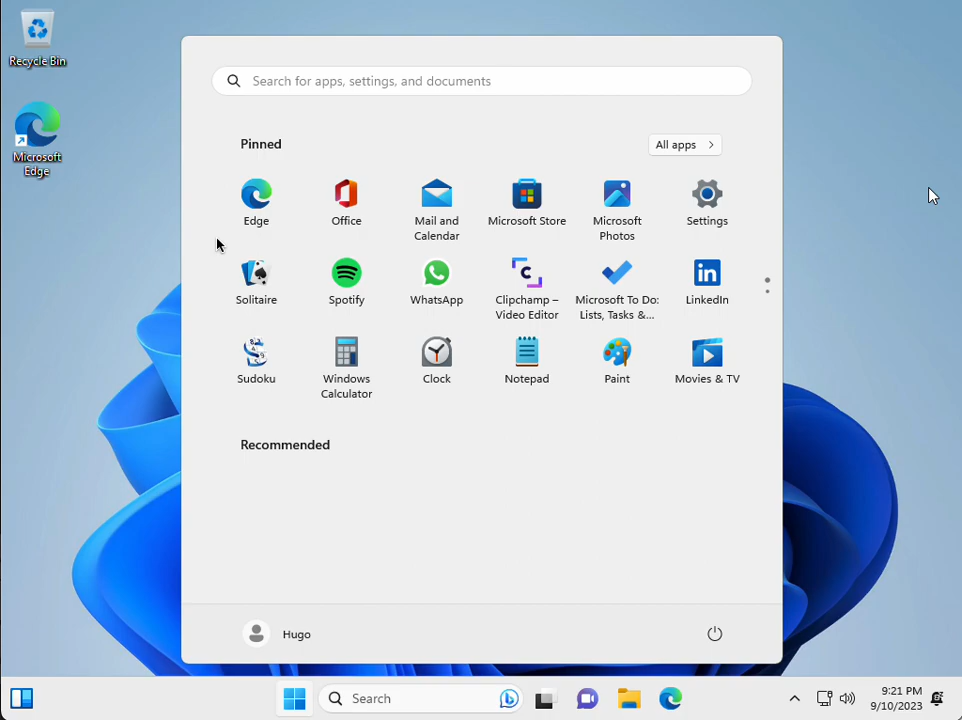 Recycle Bin
Microsoft
Edge
Search for apps, settings, and documents
Pinned
All apps
Edge
Office
Mail and
Calendar
Microsoft Store
Microsoft
Photos
Settings
Solitaire
Spotify
WhatsApp
Clipchamp –
Video Editor
Microsoft To Do:
Lists, Tasks &...
LinkedIn
Sudoku
Windows
Calculator
Clock
Notepad
Paint
Movies & TV
Recommended
Hugo
Search
9:21 PM
9/10/2023